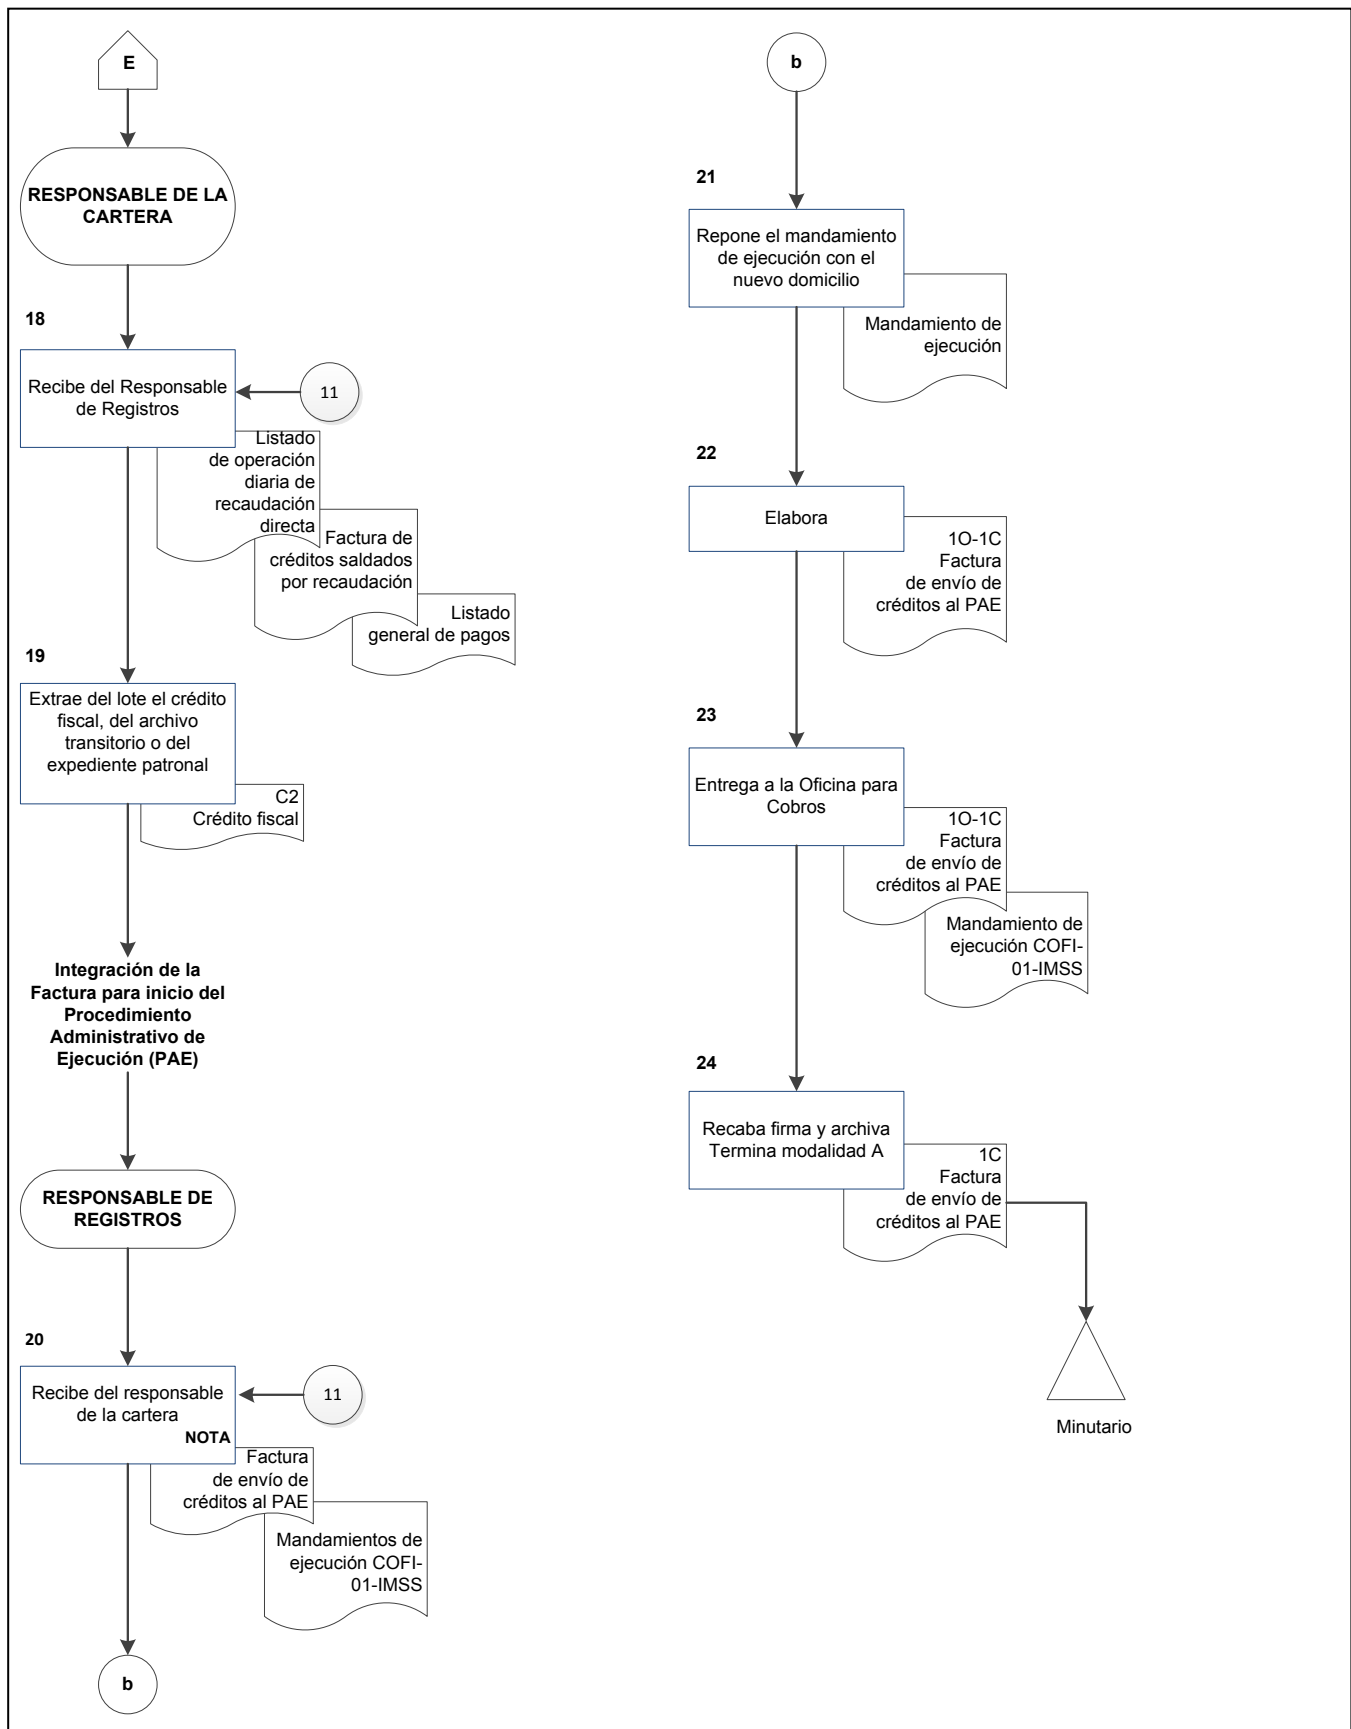 E
RESPONSABLE DE LA
CARTERA
18
Recibe del Responsable
de Registros
11
Listado
de operación
diaria de
recaudación
directa
Factura de
créditos saldados
por recaudación
Listado
general de pagos
19
Extrae del lote el crédito
fiscal, del archivo
transitorio o del
expediente patronal
C2
Crédito fiscal
Integración de la
Factura para inicio del
Procedimiento
Administrativo de
Ejecución (PAE)
RESPONSABLE DE
REGISTROS
20
Recibe del responsable
de la cartera
NOTA
11
Factura
de envío de
créditos al PAE
Mandamientos de
ejecución COFI-
01-IMSS
b
b
21
Repone el mandamiento
de ejecución con el
nuevo domicilio
Mandamiento de
ejecución
22
Elabora
1O-1C
Factura
de envío de
créditos al PAE
23
Entrega a la Oficina para
Cobros
1O-1C
Factura
de envío de
créditos al PAE
Mandamiento de
ejecución COFI-
01-IMSS
24
Recaba firma y archiva
Termina modalidad A
1C
Factura
de envío de
créditos al PAE
Minutario